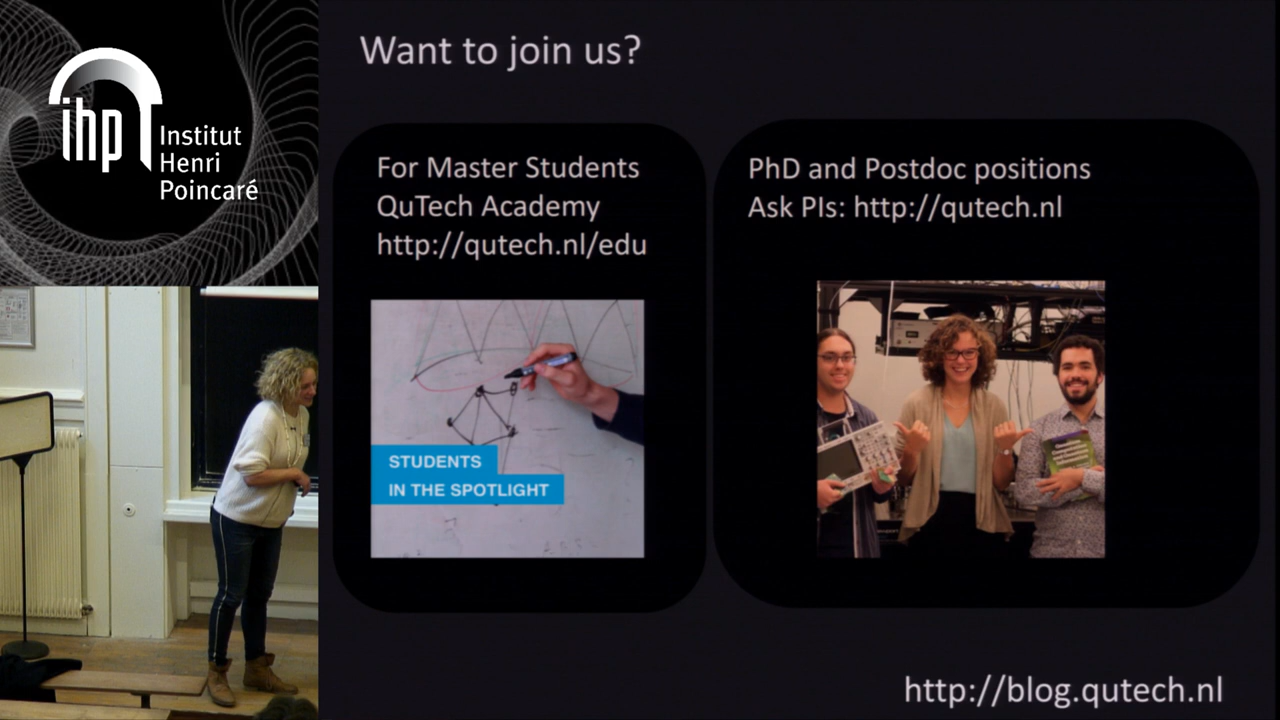 ihp
Institut
Henri
Poincaré
Want to join us?
For Master Students
QuTech Academy
http://qutech.nl/edu
STUDENTS
IN THE SPOTLIGHT
PhD and Postdoc positions
Ask PIs: http://qutech.nl
http://blog.qutech.nl